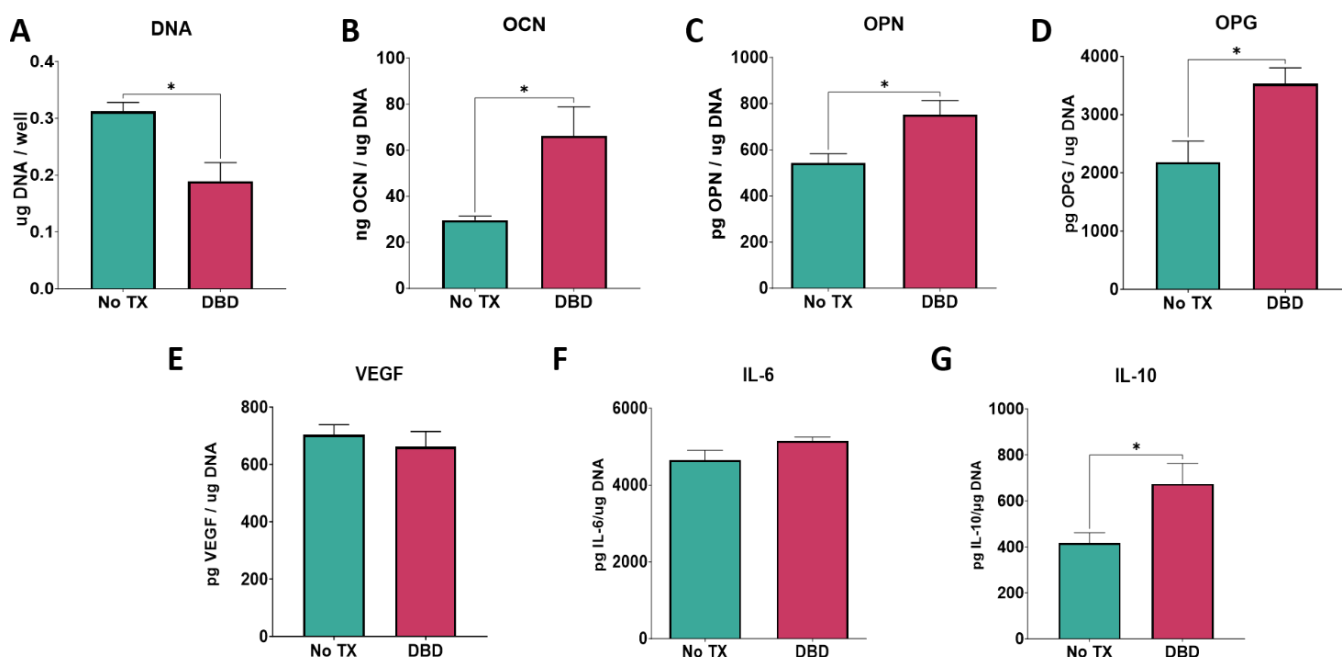 A
DNA
ug DNA / well
0.4
0.3
0.2
0.1
0.0
*
No TX
DBD
B
OCN
ng OCN / ug DNA
100
80
60
40
20
0
*
No TX
DBD
C
OPN
pg OPN / ug DNA
1000
800
600
400
200
0
*
No TX
DBD
D
OPG
pg OPG / ug DNA
4000
3000
2000
1000
0
*
No TX
DBD
E
VEGF
pg VEGF / ug DNA
800
600
400
200
0
No TX
DBD
F
IL-6
pg IL-6/ug DNA
6000
4000
2000
0
No TX
DBD
G
IL-10
pg IL-10/µg DNA
1000
800
600
400
200
0
*
No TX
DBD